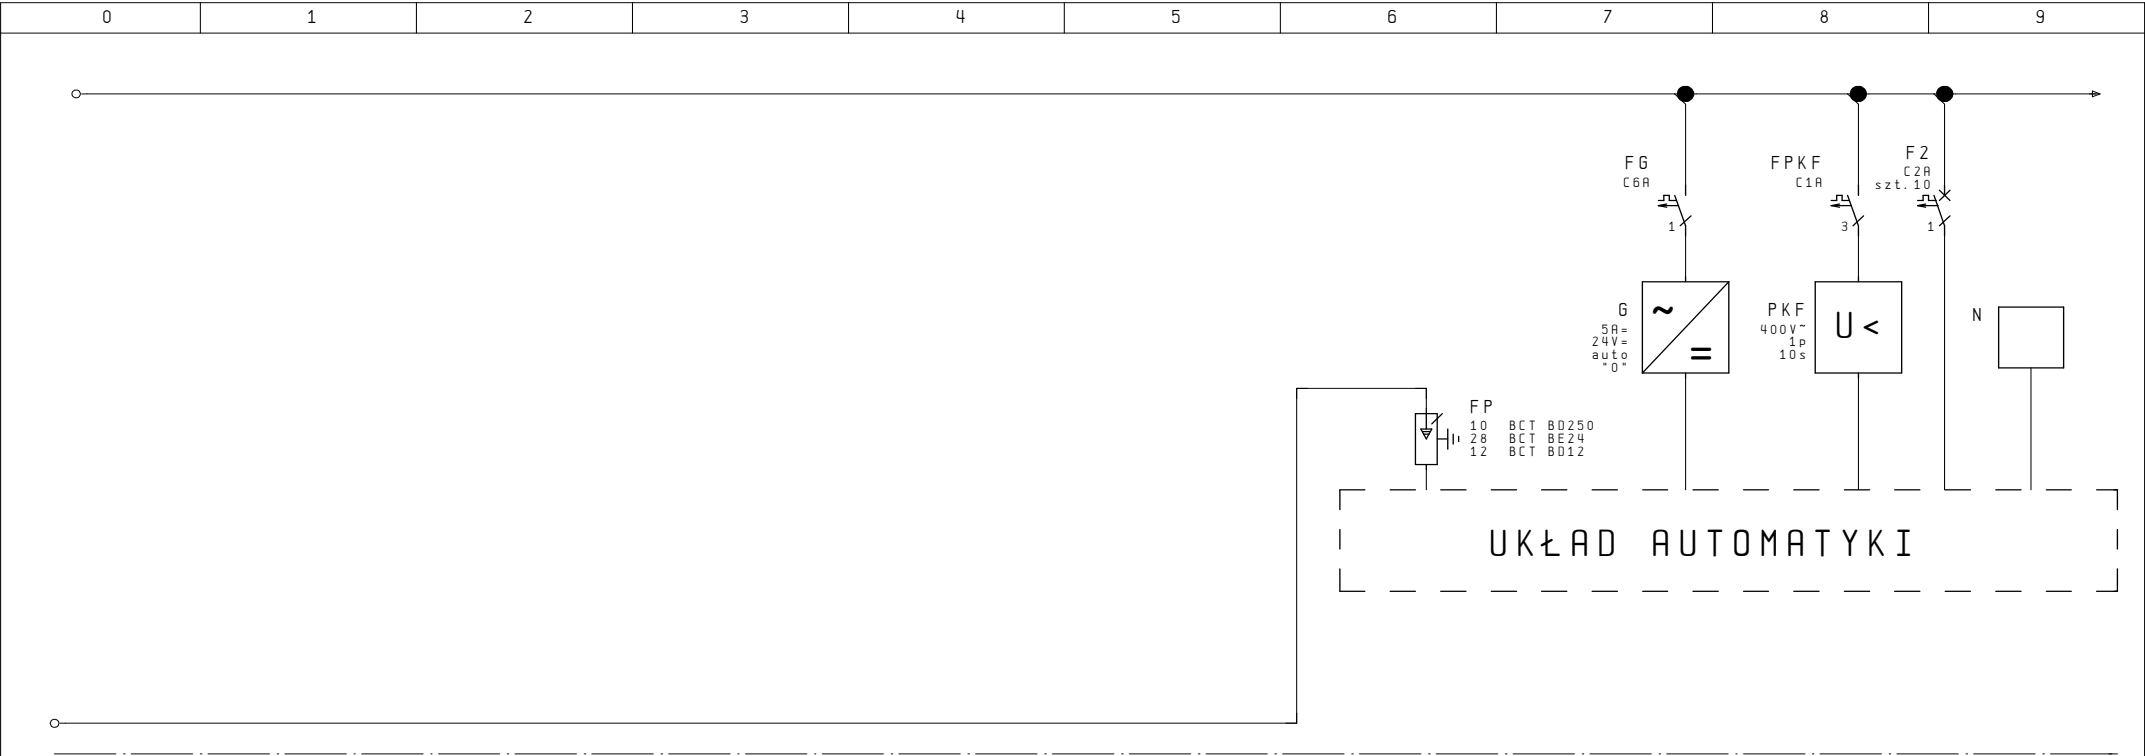 0 1 2 3 4 5 6 7 8 9
FG
C6A
1
FPKF
C1A
3
F2
C2A
szt.10
1
G
5A=
24V=
auto
"0"
~
=
PKF
400V~
1p
10s
U<
N
FP
10 BCT BD250
28 BCT BE24
12 BCT BD12
UKŁAD AUTOMATYKI